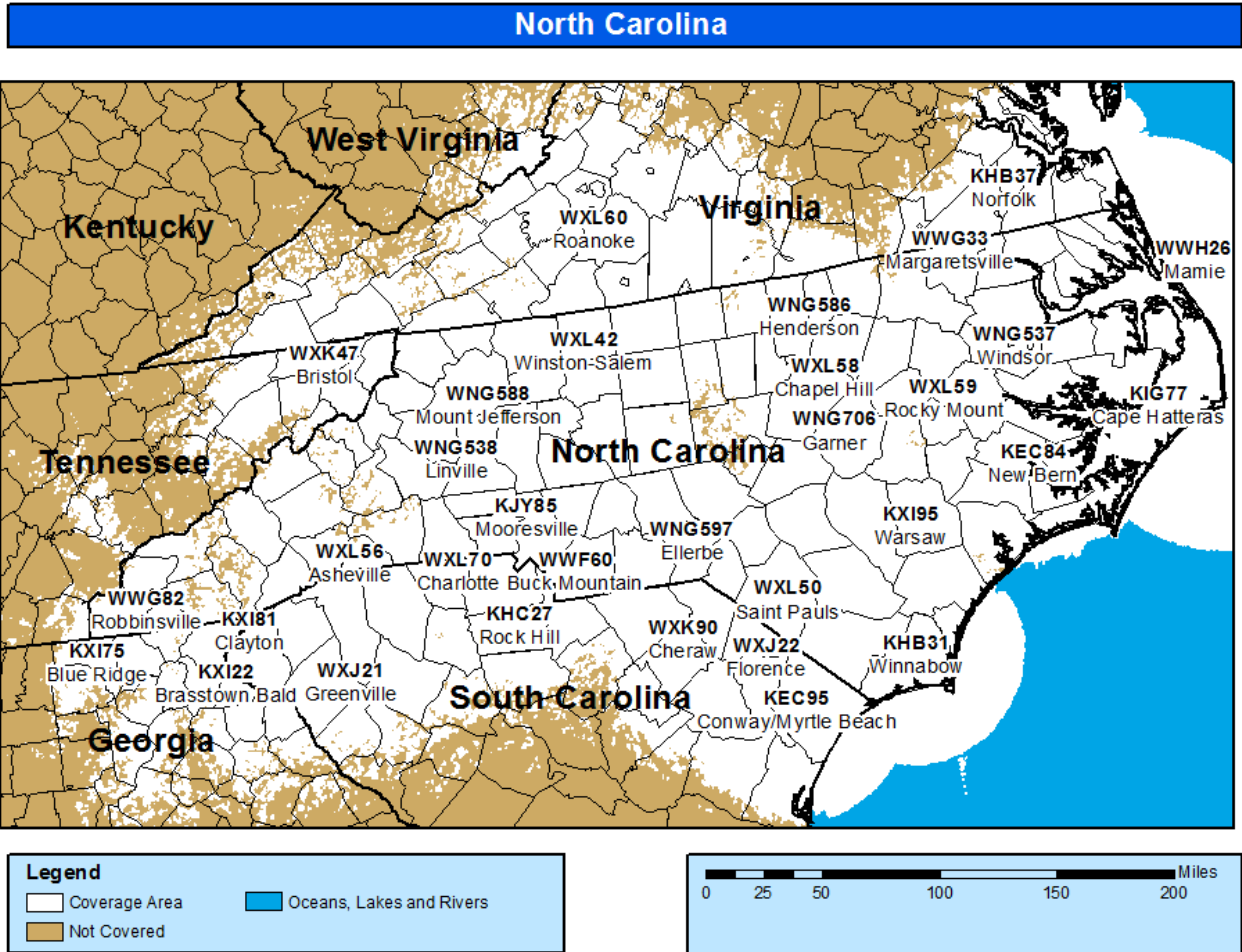 North Carolina
West Virginia
KHB37
Norfolk
Kentucky
WXL60
Roanoke
Virginia
WWG33
Margaretsville
WWH26
Mamie
WNG586
Henderson
WXK47
Bristol
WXL42
Winston-Salem
WNG537
Windsor
WNG588
Mount Jefferson
WXL58
Chapel Hill
WXL59
Rocky Mount
KIG77
Cape Hatteras
WNG706
Garner
Tennessee
WNG538
Linville
North Carolina
KEC84
New Bern
KJY85
Mooresville
WNG597
Ellerbe
KXI95
Warsaw
WXL56
Asheville
WXL70
Charlotte
WWF60
Buck Mountain
WXL50
Saint Pauls
WWG82
Robbinsville
KXI81
Clayton
KHC27
Rock Hill
WXK90
Cheraw
WXJ22
Florence
KHB31
Winnabow
KXI75
Blue Ridge
KXI22
Brasstown Bald
WXJ21
Greenville
South Carolina
KEC95
Conway/Myrtle Beach
Georgia
Legend
Coverage Area
Oceans, Lakes and Rivers
Not Covered
Miles
0 25 50 100 150 200